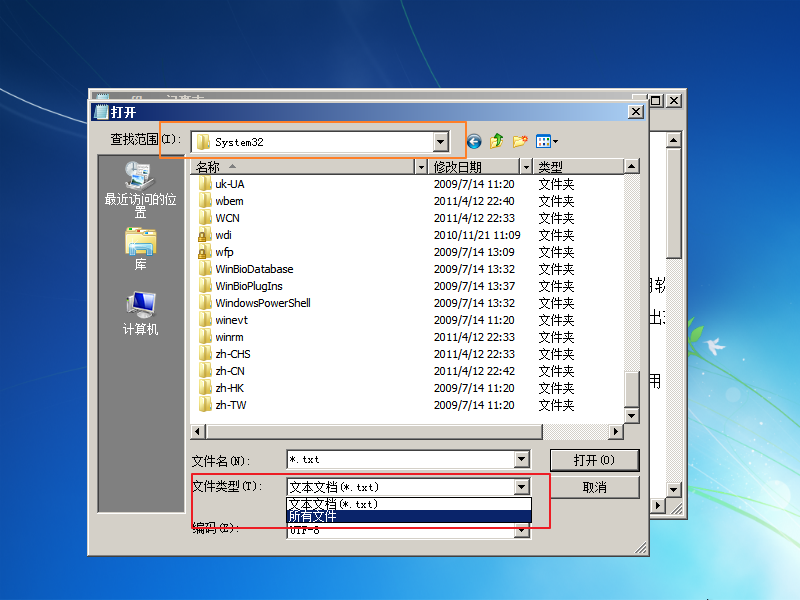 打开
查找范围(I):
System32
名称
修改日期
类型
uk-UA 2009/7/14 11:20 文件夹
wbem 2011/4/12 22:40 文件夹
WCN 2011/4/12 22:33 文件夹
wdi 2010/11/21 11:09 文件夹
wfp 2009/7/14 13:09 文件夹
WinBioDatabase 2009/7/14 13:32 文件夹
WinBioPlugIns 2009/7/14 13:37 文件夹
WindowsPowerShell 2009/7/14 13:32 文件夹
winevt 2009/7/14 11:20 文件夹
winrm 2011/4/12 22:33 文件夹
zh-CHS 2011/4/12 22:33 文件夹
zh-CN 2011/4/12 22:42 文件夹
zh-HK 2009/7/14 11:20 文件夹
zh-TW 2009/7/14 11:20 文件夹
最近访问的位
置
库
计算机
文件名(N):
*.txt
打开(O)
文件类型(T):
文本文档(*.txt)
取消
文本文档(*.txt)
所有文件
编码(E):
UTF-8
用